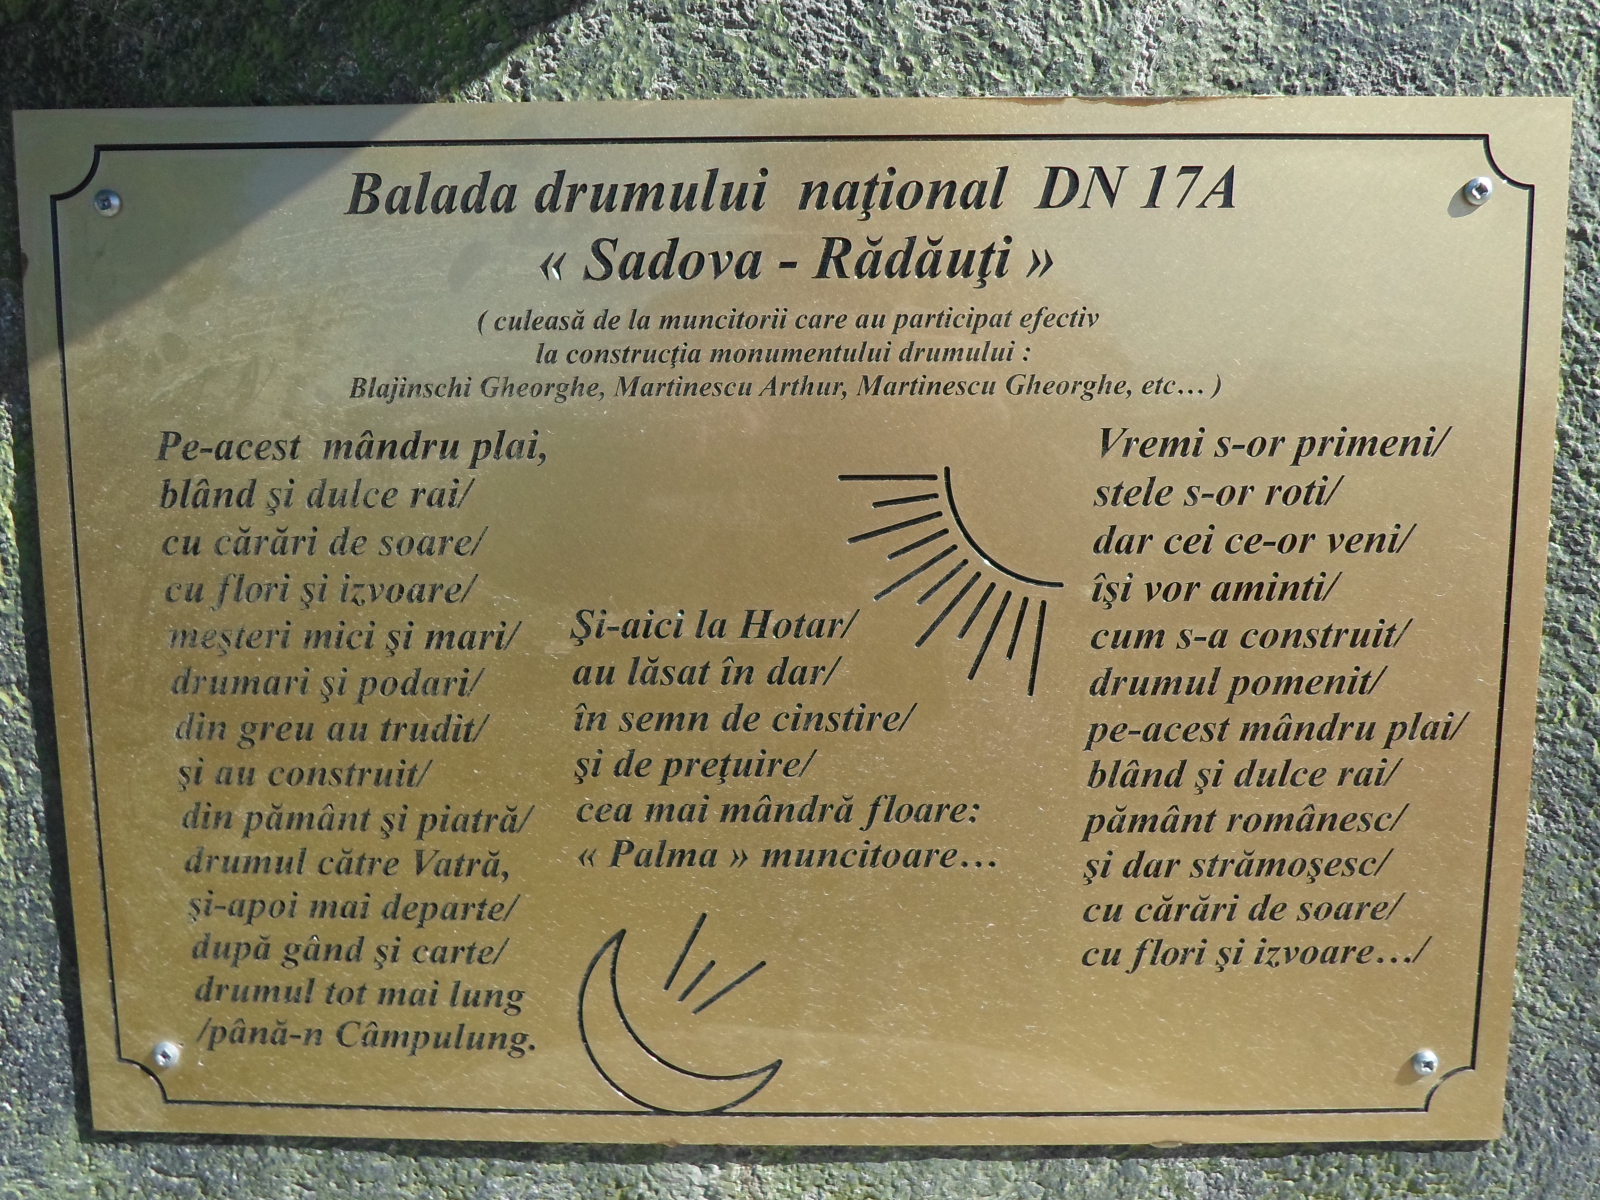 Balada drumului naţional DN 17A
« Sadova - Rădăuţi »
( culeasă de la muncitorii care au participat efectiv
la construcţia monumentului drumului :
Blajinschi Gheorghe, Martinescu Arthur, Martinescu Gheorghe, etc... )
Pe-acest mândru plai,
blând şi dulce rai/
cu cărări de soare/
cu flori şi izvoare/
meşteri mici şi mari/
drumari şi podari/
din greu au trudit/
şi au construit/
din pământ şi piatră/
drumul către Vatră,
şi-apoi mai departe/
după gând şi carte/
drumul tot mai lung
/până-n Câmpulung.
Şi-aici la Hotar/
au lăsat în dar/
în semn de cinstire/
şi de preţuire/
cea mai mândră floare:
« Palma » muncitoare...
Vremi s-or primeni/
stele s-or roti/
dar cei ce-or veni/
îşi vor aminti/
cum s-a construit/
drumul pomenit/
pe-acest mândru plai/
blând şi dulce rai/
pământ românesc/
şi dar strămoşesc/
cu cărări de soare/
cu flori şi izvoare.../